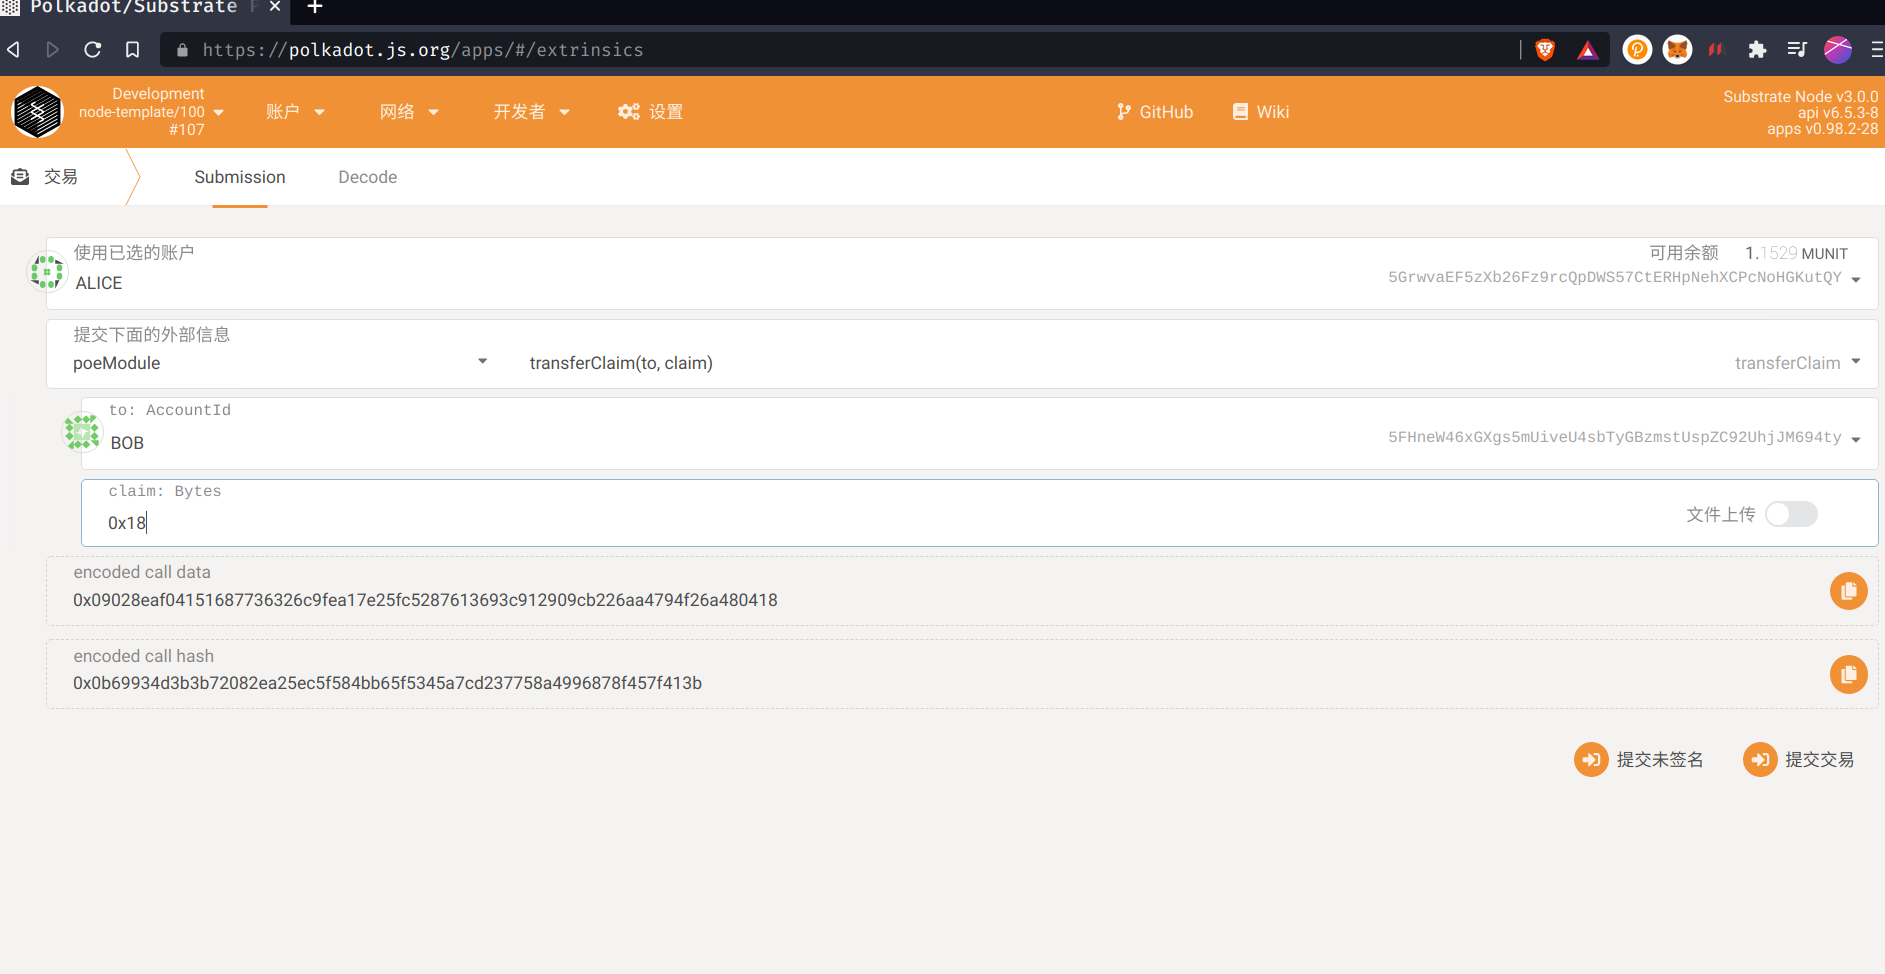 Polkadot/Substrate P
https://polkadot.js.org/apps/#/extrinsics
Development
node-template/100
#107
账户
网络
开发者
设置
GitHub
Wiki
Substrate Node v3.0.0
api v6.5.3-8
apps v0.98.2-28
交易
Submission
Decode
使用已选的账户
可用余额 1.1529 MUNIT
ALICE
5GrwvaEF5zXb26Fz9rcQpDWS57CtERHpNehXCPcNoHGKutQY
提交下面的外部信息
poeModule
transferClaim(to, claim)
transferClaim
to: AccountId
BOB
5FHneW46xGXgs5mUiveU4sbTyGBzmstUspZC92UhjJM694ty
claim: Bytes
0x18
文件上传
encoded call data
0x09028eaf04151687736326c9fea17e25fc5287613693c912909cb226aa4794f26a480418
encoded call hash
0x0b69934d3b3b72082ea25ec5f584bb65f5345a7cd237758a4996878f457f413b
提交未签名
提交交易